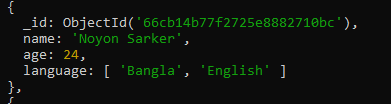 {
_id: ObjectId('66cb14b77f2725e8882710bc'),
name: 'Noyon Sarker',
age: 24,
language: [ 'Bangla', 'English' ]
},
{